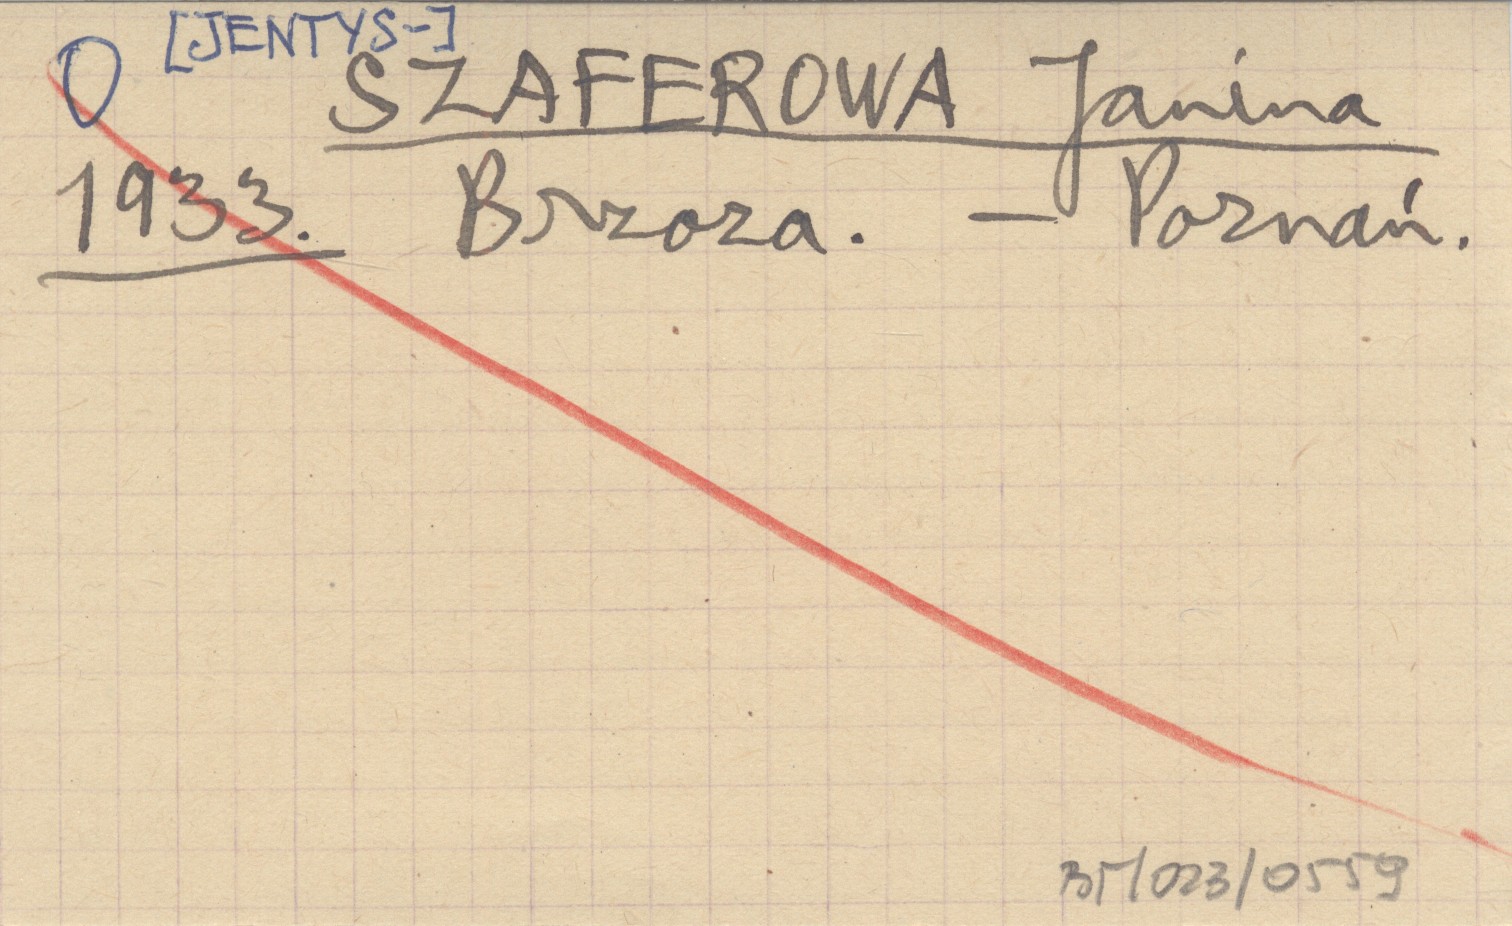 O [JENTYS-]
SZAFEROWA Janina
1933. Brzoza. – Poznań.
BT/023/0559